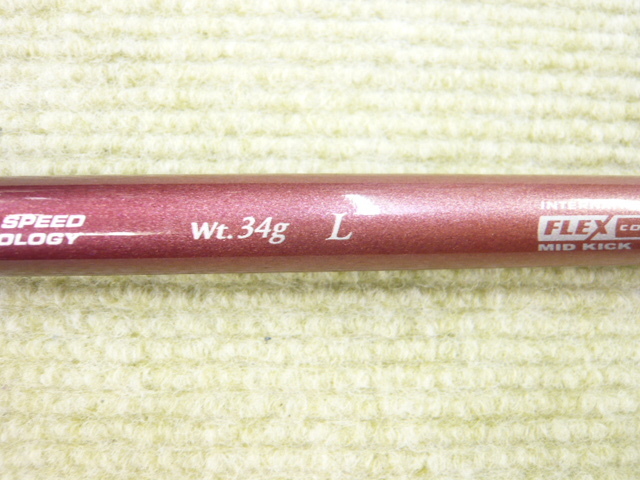 SPEED
OLOGY
Wt. 34g
L
FLEX
MID KICK